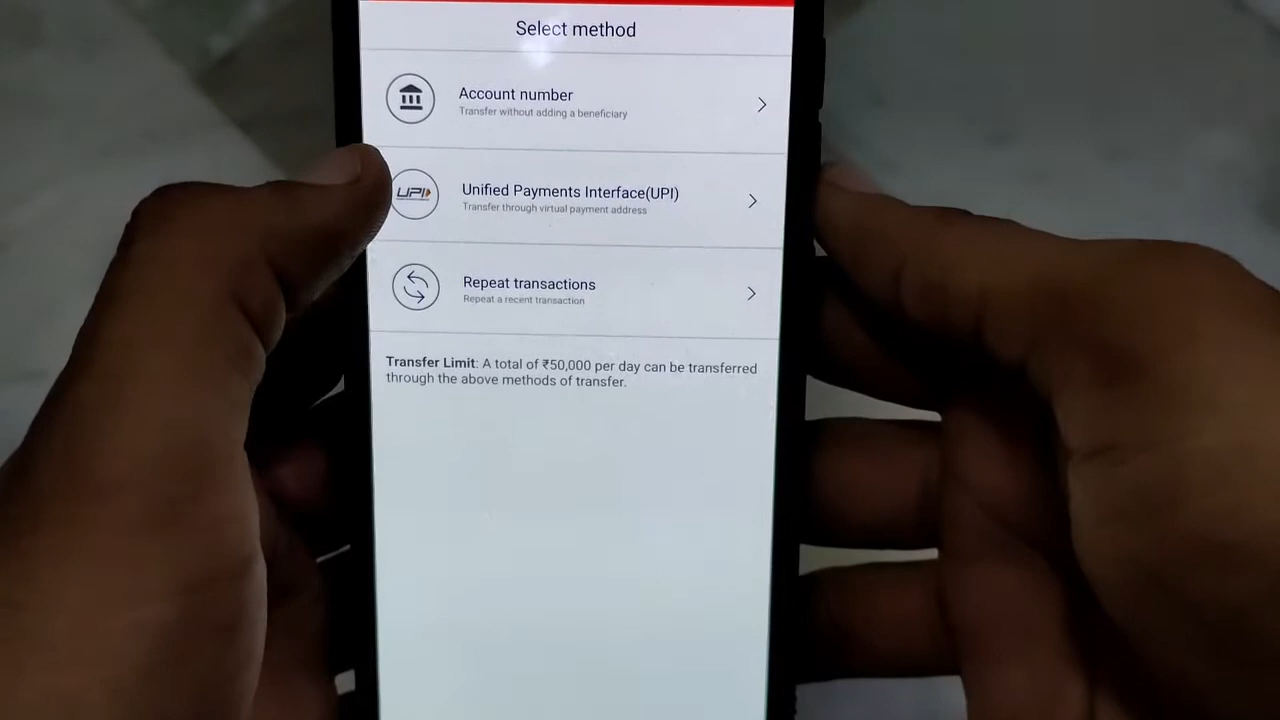 Select method
Account number
Transfer without adding a beneficiary
UPI
Unified Payments Interface(UPI)
Transfer through virtual payment address
Repeat transactions
Repeat a recent transaction
Transfer Limit: A total of ₹50,000 per day can be transferred
through the above methods of transfer.